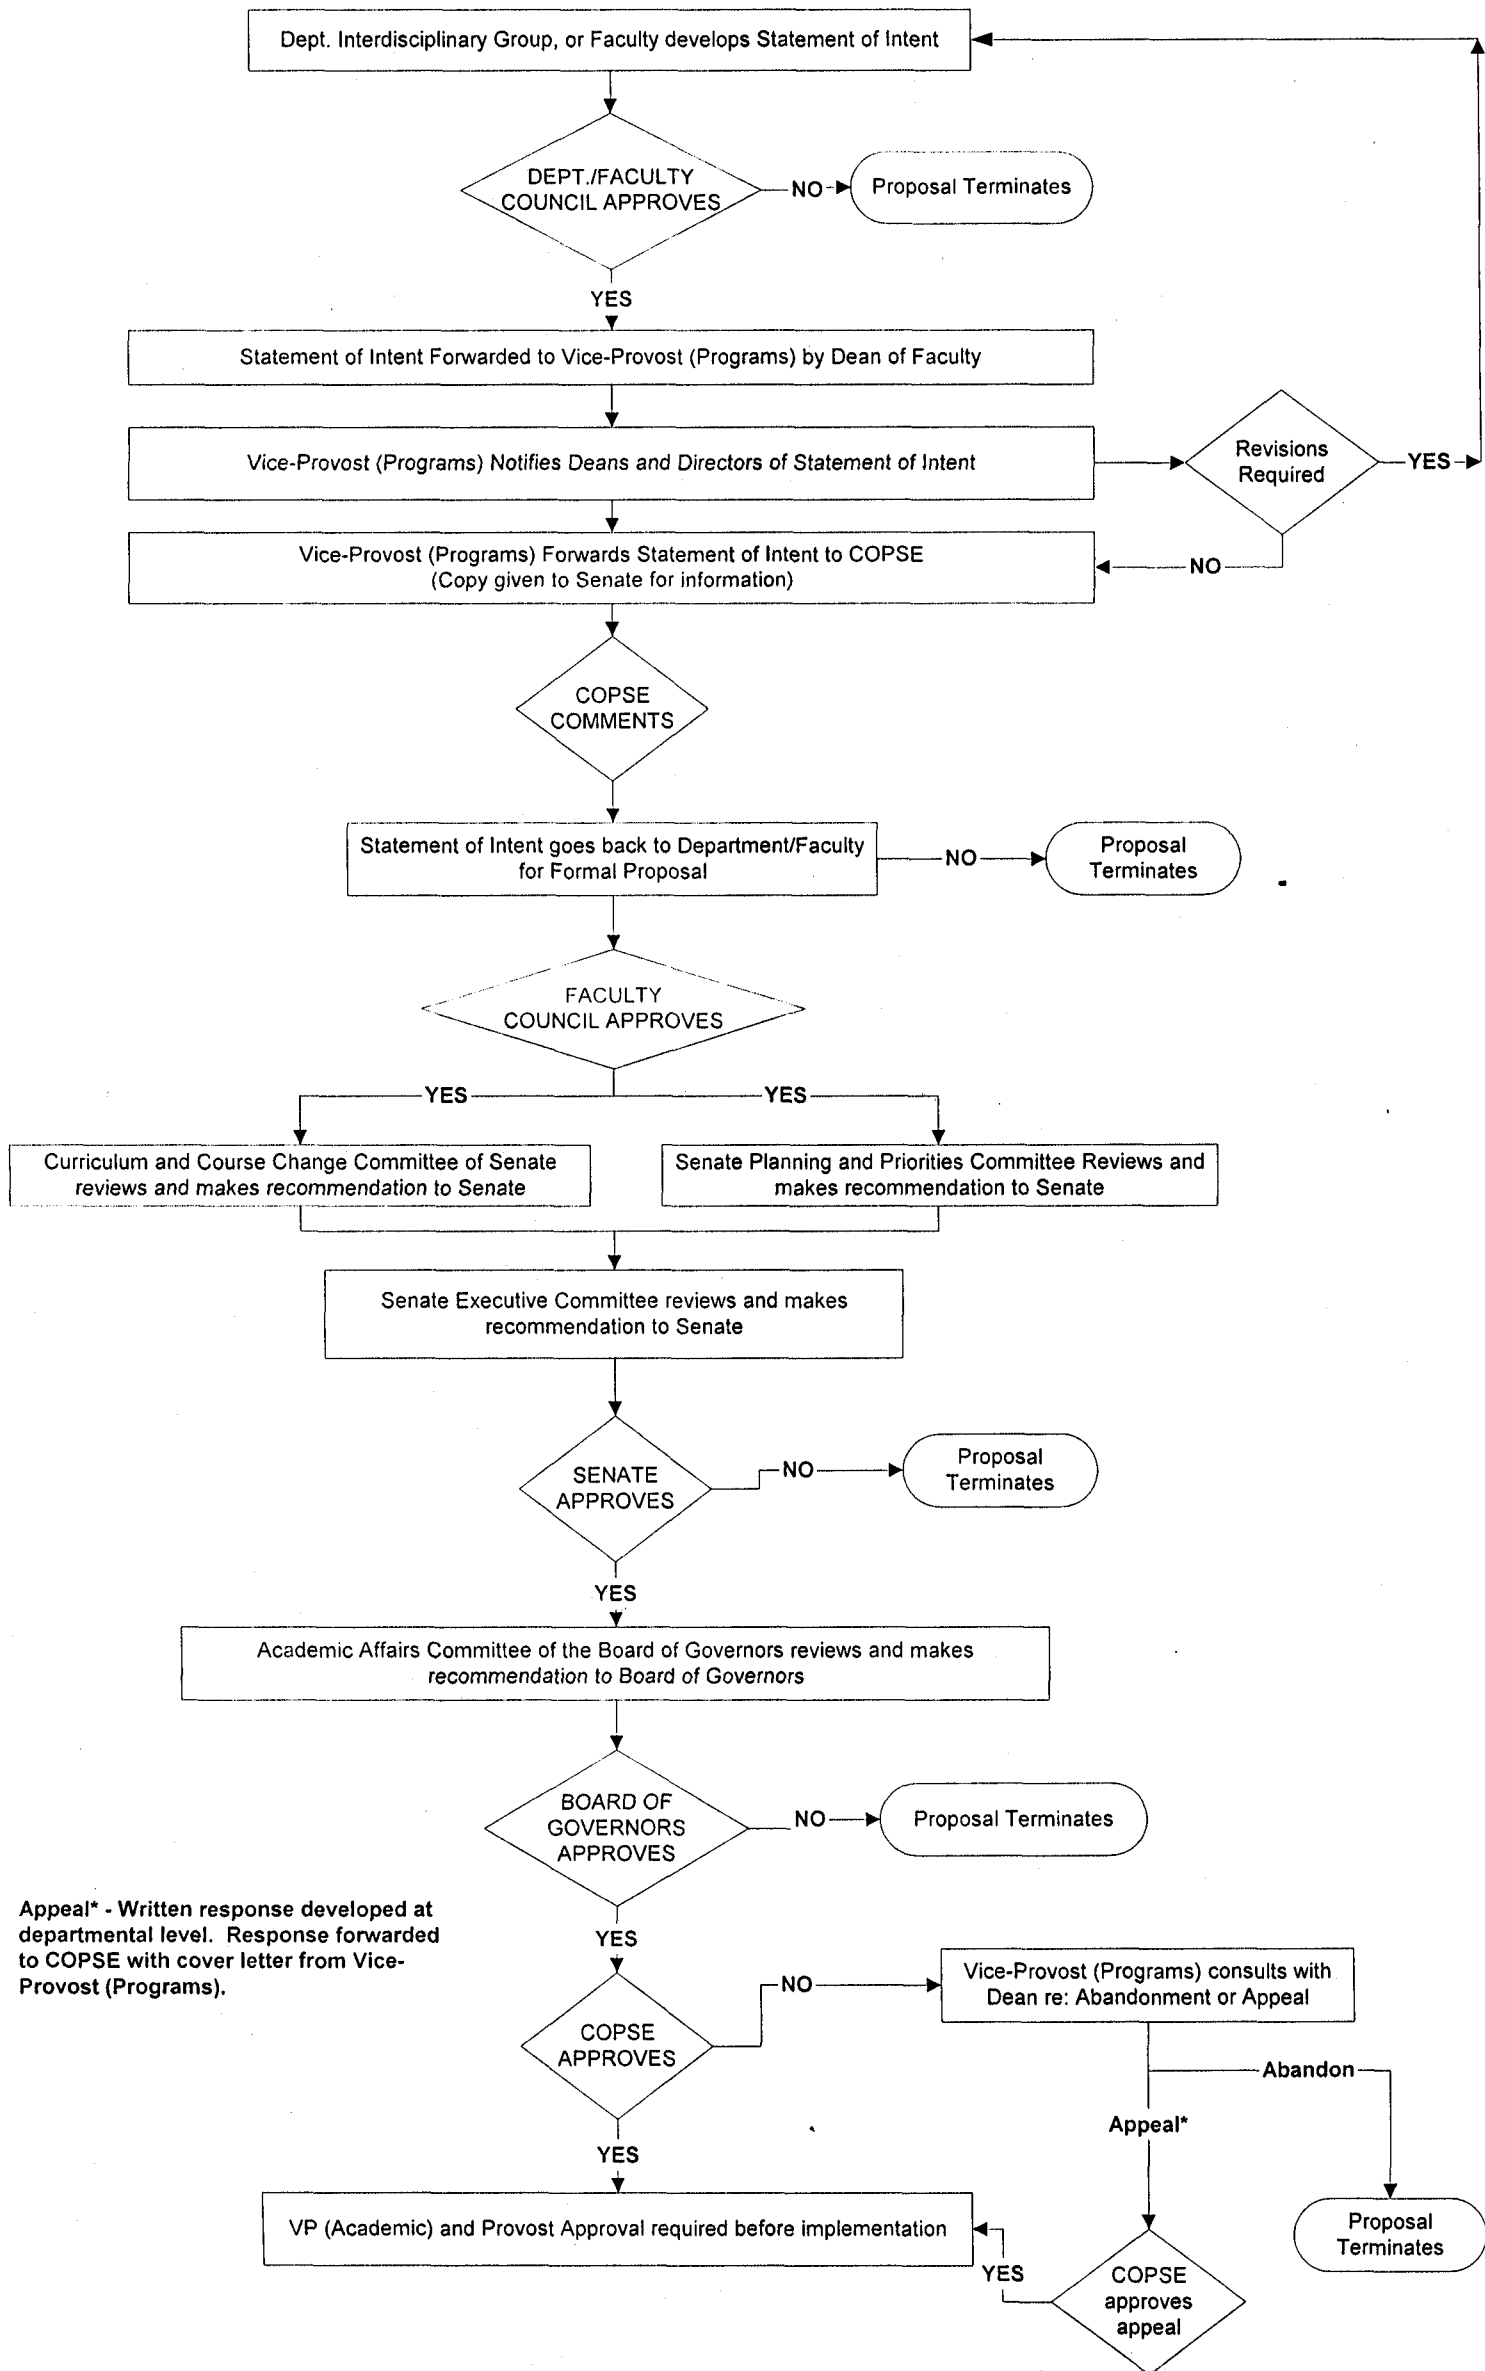 Dept. Interdisciplinary Group, or Faculty develops Statement of Intent
DEPT./FACULTY
COUNCIL APPROVES
NO
Proposal Terminates
YES
Statement of Intent Forwarded to Vice-Provost (Programs) by Dean of Faculty
Vice-Provost (Programs) Notifies Deans and Directors of Statement of Intent
Revisions
Required
YES
Vice-Provost (Programs) Forwards Statement of Intent to COPSE
(Copy given to Senate for information)
NO
COPSE
COMMENTS
Statement of Intent goes back to Department/Faculty
for Formal Proposal
NO
Proposal
Terminates
FACULTY
COUNCIL APPROVES
YES
YES
Curriculum and Course Change Committee of Senate
reviews and makes recommendation to Senate
Senate Planning and Priorities Committee Reviews and
makes recommendation to Senate
Senate Executive Committee reviews and makes
recommendation to Senate
SENATE
APPROVES
NO
Proposal
Terminates
YES
Academic Affairs Committee of the Board of Governors reviews and makes
recommendation to Board of Governors
BOARD OF
GOVERNORS
APPROVES
NO
Proposal Terminates
Appeal* - Written response developed at
departmental level. Response forwarded
to COPSE with cover letter from Vice-
Provost (Programs).
YES
COPSE
APPROVES
NO
Vice-Provost (Programs) consults with
Dean re: Abandonment or Appeal
Abandon
Appeal*
YES
VP (Academic) and Provost Approval required before implementation
YES
COPSE
approves
appeal
Proposal
Terminates